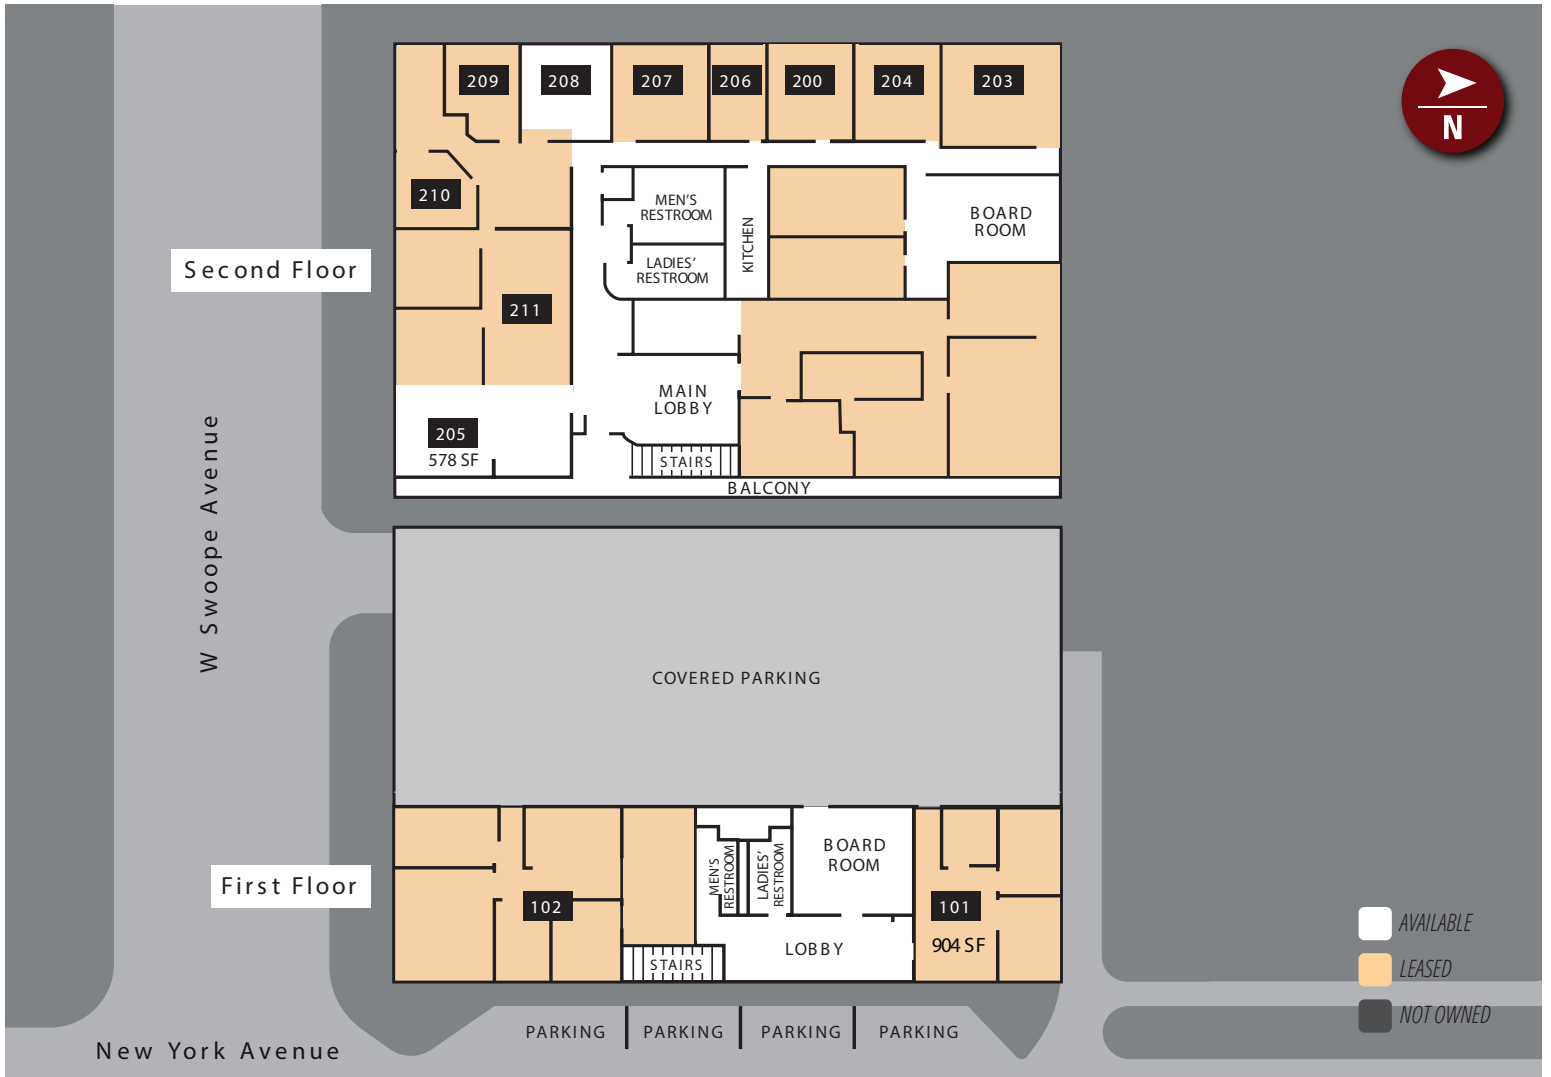 209
208
207
206
200
204
203
N
210
MEN'S
RESTROOM
KITCHEN
BOARD
ROOM
Second Floor
LADIES'
RESTROOM
211
MAIN
LOBBY
205
578 SF
STAIRS
BALCONY
W Swoope Avenue
COVERED PARKING
First Floor
102
MEN'S
RESTROOM
LADIES'
RESTROOM
BOARD
ROOM
101
904 SF
LOBBY
STAIRS
AVAILABLE
LEASED
NOT OWNED
PARKING
PARKING
PARKING
PARKING
New York Avenue